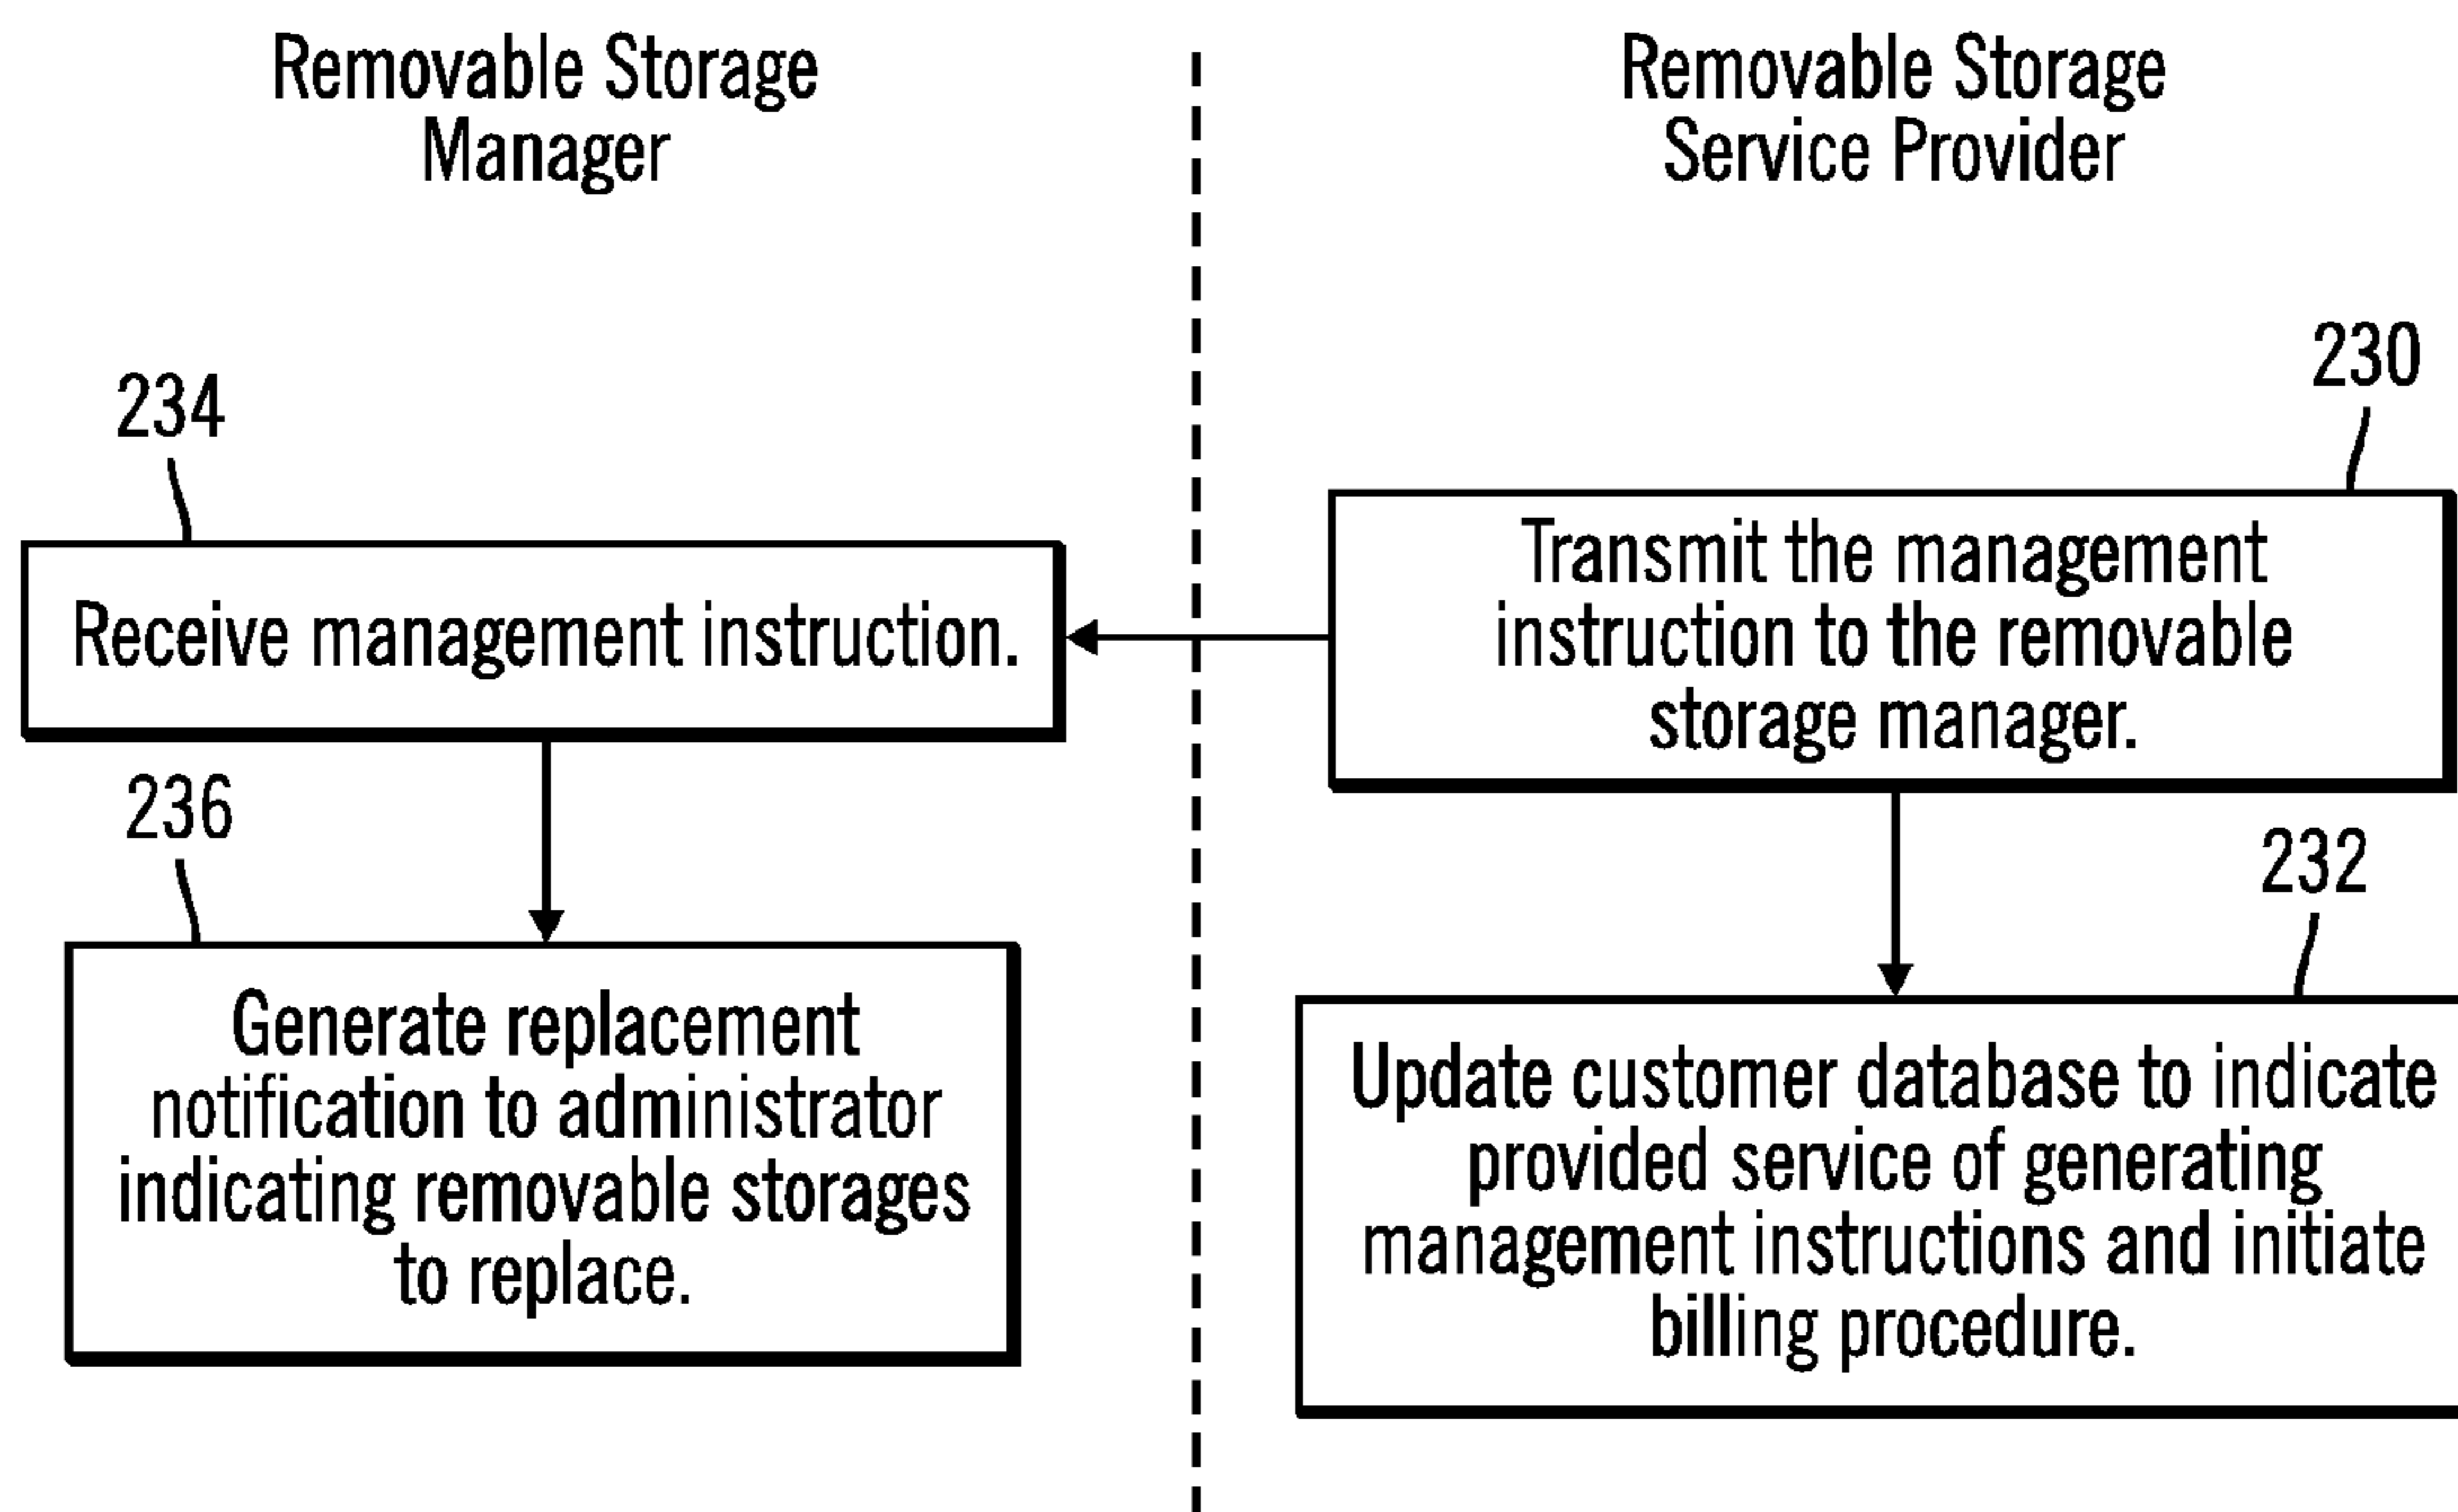 Removable Storage
Manager
Removable Storage
Service Provider
234
Receive management instruction.
230
Transmit the management
instruction to the removable
storage manager.
236
Generate replacement
notification to administrator
indicating removable storages
to replace.
232
Update customer database to indicate
provided service of generating
management instructions and initiate
billing procedure.